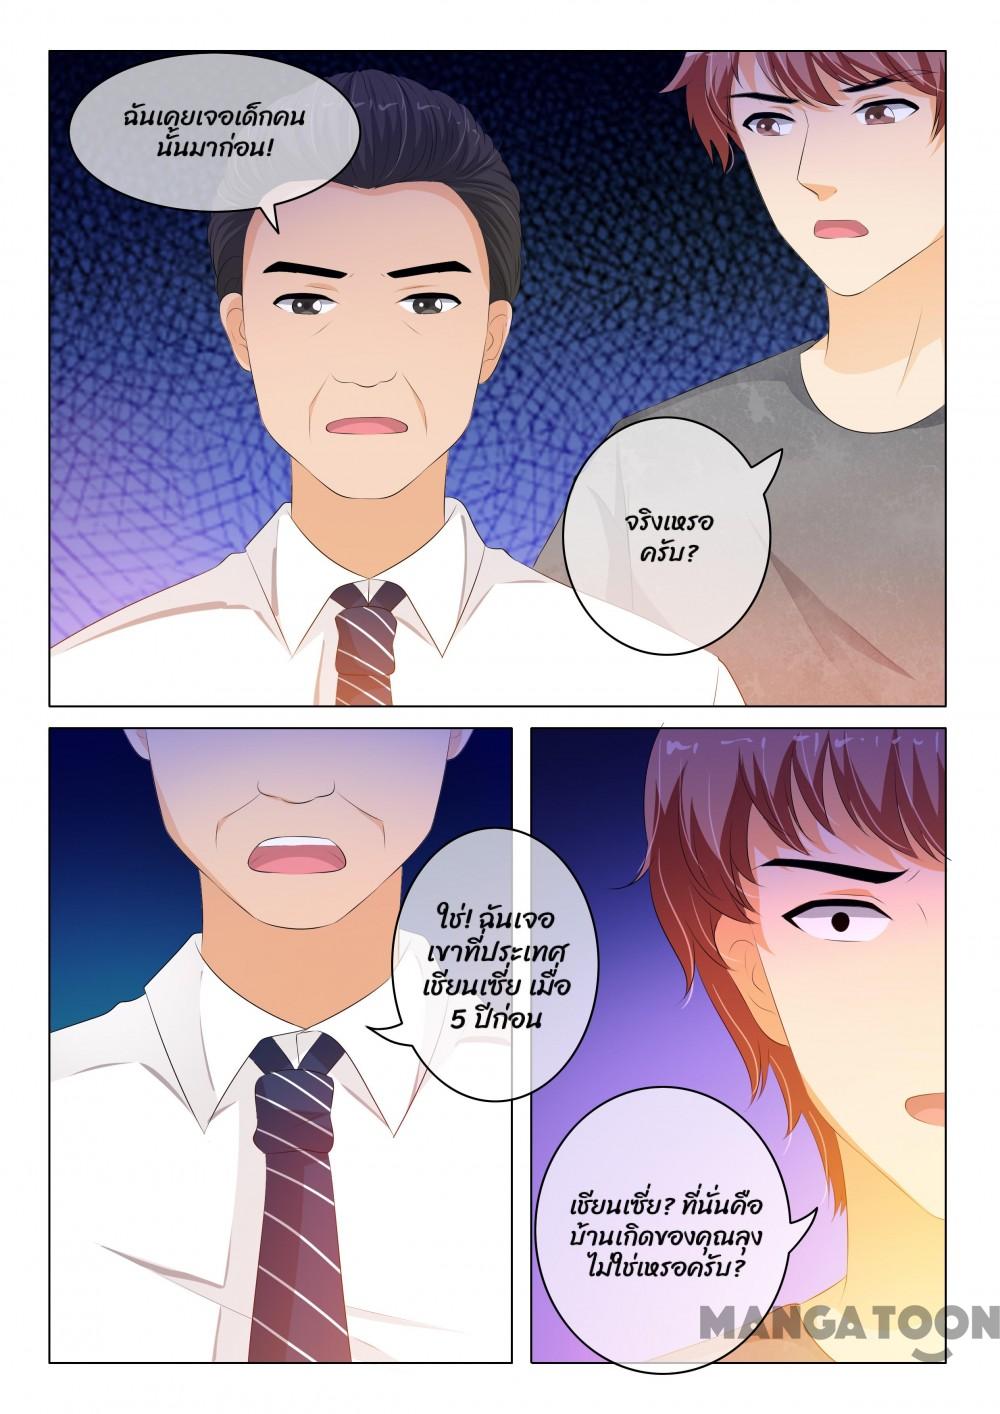 ฉันเคยเจอเด็กคน
นั้นมาก่อน!
จริงเหรอ
ครับ?
ใช่! ฉันเจอ
เขาที่ประเทศ
เซียนเซี่ย เมื่อ
5 ปีก่อน
เซียนเซี่ย? ที่นั่นคือ
บ้านเกิดของคุณลุง
ไม่ใช่เหรอครับ?
MANGATOON